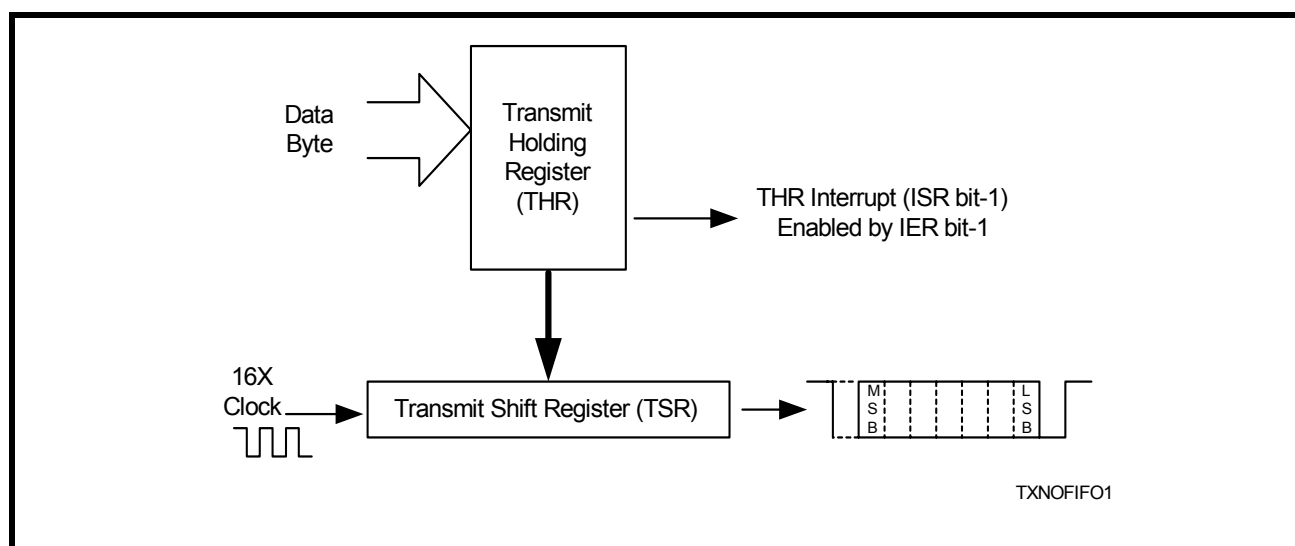 Data
Byte
Transmit
Holding
Register
(THR)
THR Interrupt (ISR bit-1)
Enabled by IER bit-1
16X
Clock
Transmit Shift Register (TSR)
M
S
B
L
S
B
TXNOFIFO1